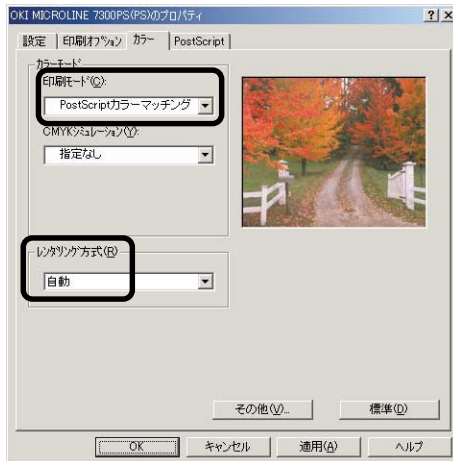 OKI MICROLINE 7300PS(PS)のプロパティ
設定 印刷オプション カラー PostScript
カラーモード
印刷モード(C):
PostScriptカラーマッチング
CMYKシミュレーション(Y):
指定なし
レンダリング方式(R)
自動
その他(V)... 標準(D)
OK キャンセル 適用(A) ヘルプ